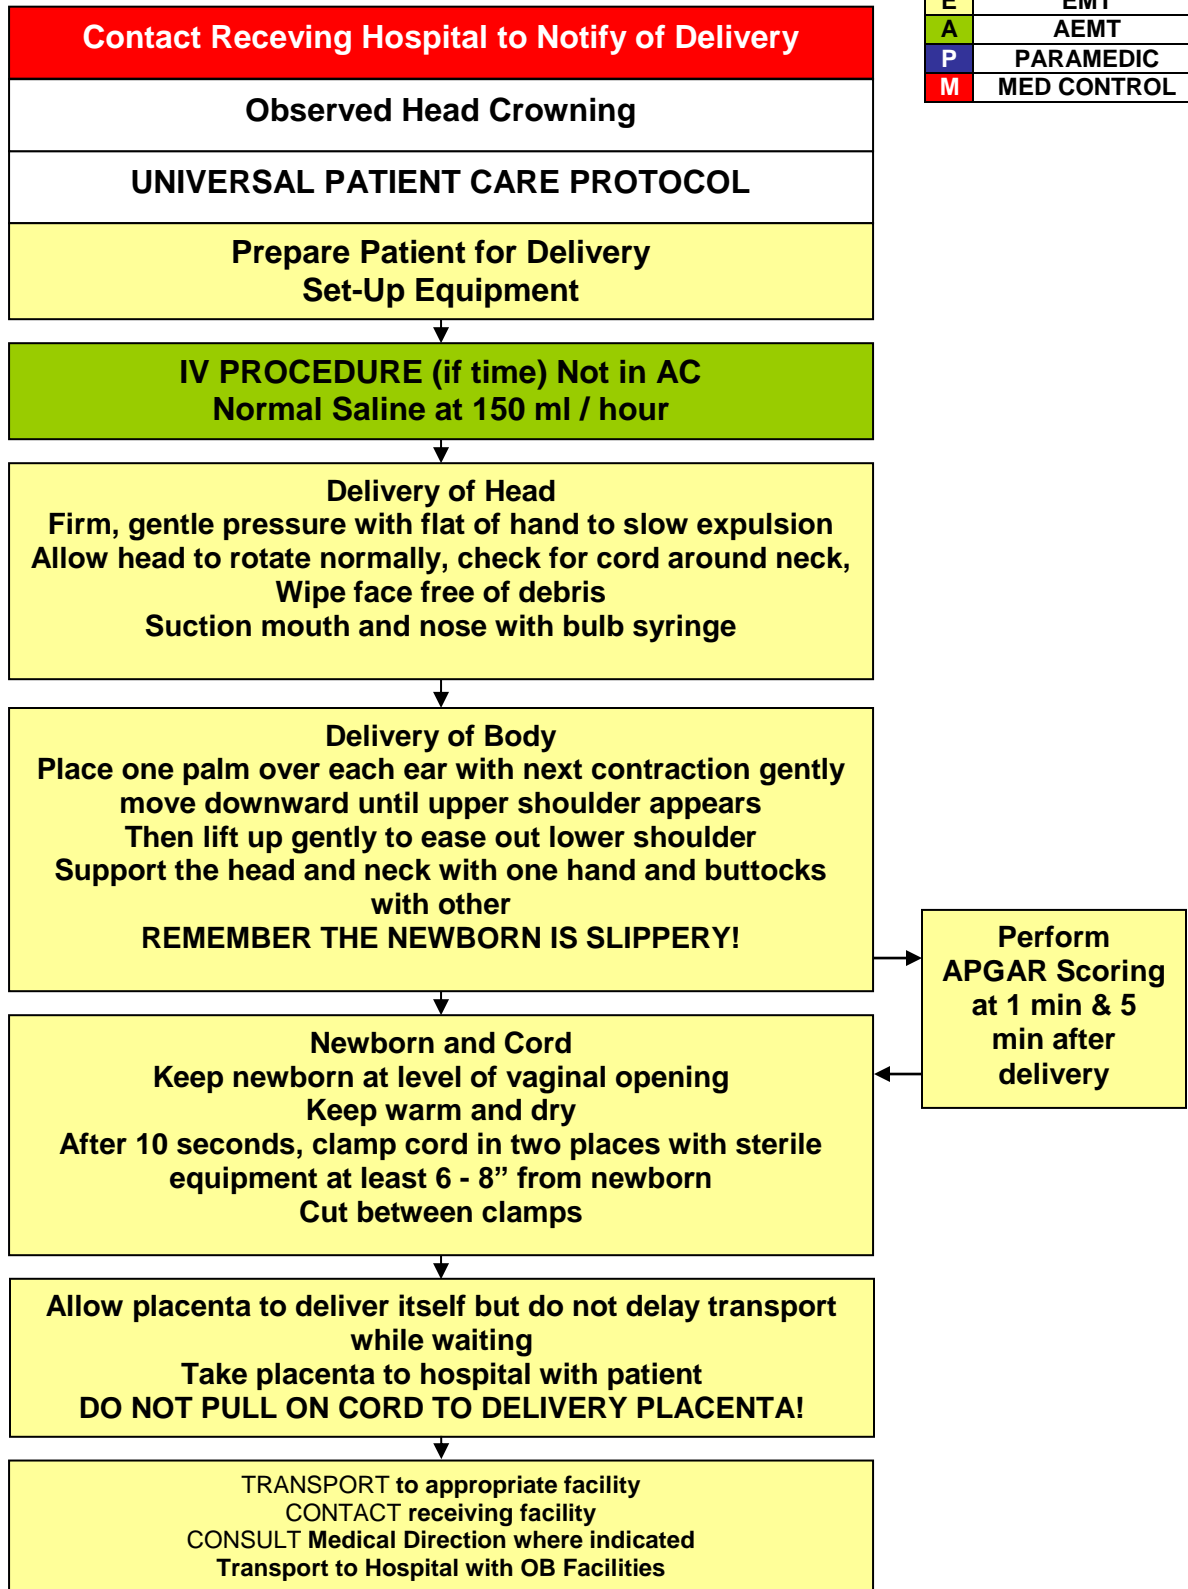 E EMT
A AEMT
P PARAMEDIC
M MED CONTROL
Contact Receving Hospital to Notify of Delivery
Observed Head Crowning
UNIVERSAL PATIENT CARE PROTOCOL
Prepare Patient for Delivery
Set-Up Equipment
IV PROCEDURE (if time) Not in AC
Normal Saline at 150 ml / hour
Delivery of Head
Firm, gentle pressure with flat of hand to slow expulsion
Allow head to rotate normally, check for cord around neck,
Wipe face free of debris
Suction mouth and nose with bulb syringe
Delivery of Body
Place one palm over each ear with next contraction gently
move downward until upper shoulder appears
Then lift up gently to ease out lower shoulder
Support the head and neck with one hand and buttocks
with other
REMEMBER THE NEWBORN IS SLIPPERY!
Perform
APGAR Scoring
at 1 min & 5
min after
delivery
Newborn and Cord
Keep newborn at level of vaginal opening
Keep warm and dry
After 10 seconds, clamp cord in two places with sterile
equipment at least 6 - 8” from newborn
Cut between clamps
Allow placenta to deliver itself but do not delay transport
while waiting
Take placenta to hospital with patient
DO NOT PULL ON CORD TO DELIVERY PLACENTA!
TRANSPORT to appropriate facility
CONTACT receiving facility
CONSULT Medical Direction where indicated
Transport to Hospital with OB Facilities